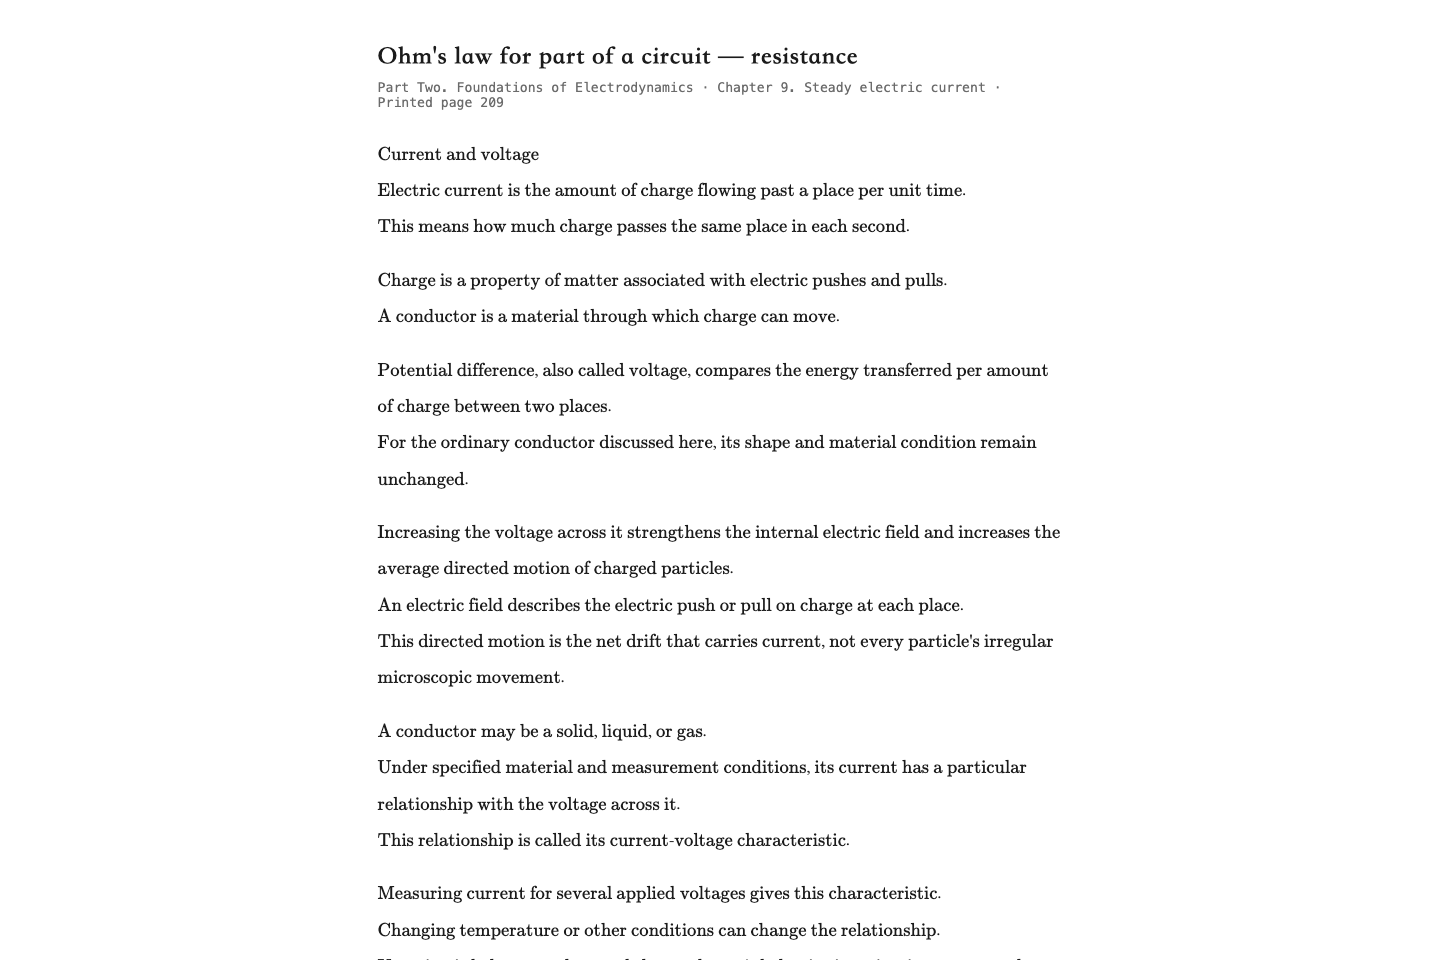 Ohm's law for part of a circuit — resistance
Part Two. Foundations of Electrodynamics · Chapter 9. Steady electric current ·
Printed page 209
Current and voltage
Electric current is the amount of charge flowing past a place per unit time.
This means how much charge passes the same place in each second.
Charge is a property of matter associated with electric pushes and pulls.
A conductor is a material through which charge can move.
Potential difference, also called voltage, compares the energy transferred per amount
of charge between two places.
For the ordinary conductor discussed here, its shape and material condition remain
unchanged.
Increasing the voltage across it strengthens the internal electric field and increases the
average directed motion of charged particles.
An electric field describes the electric push or pull on charge at each place.
This directed motion is the net drift that carries current, not every particle's irregular
microscopic movement.
A conductor may be a solid, liquid, or gas.
Under specified material and measurement conditions, its current has a particular
relationship with the voltage across it.
This relationship is called its current-voltage characteristic.
Measuring current for several applied voltages gives this characteristic.
Changing temperature or other conditions can change the relationship.